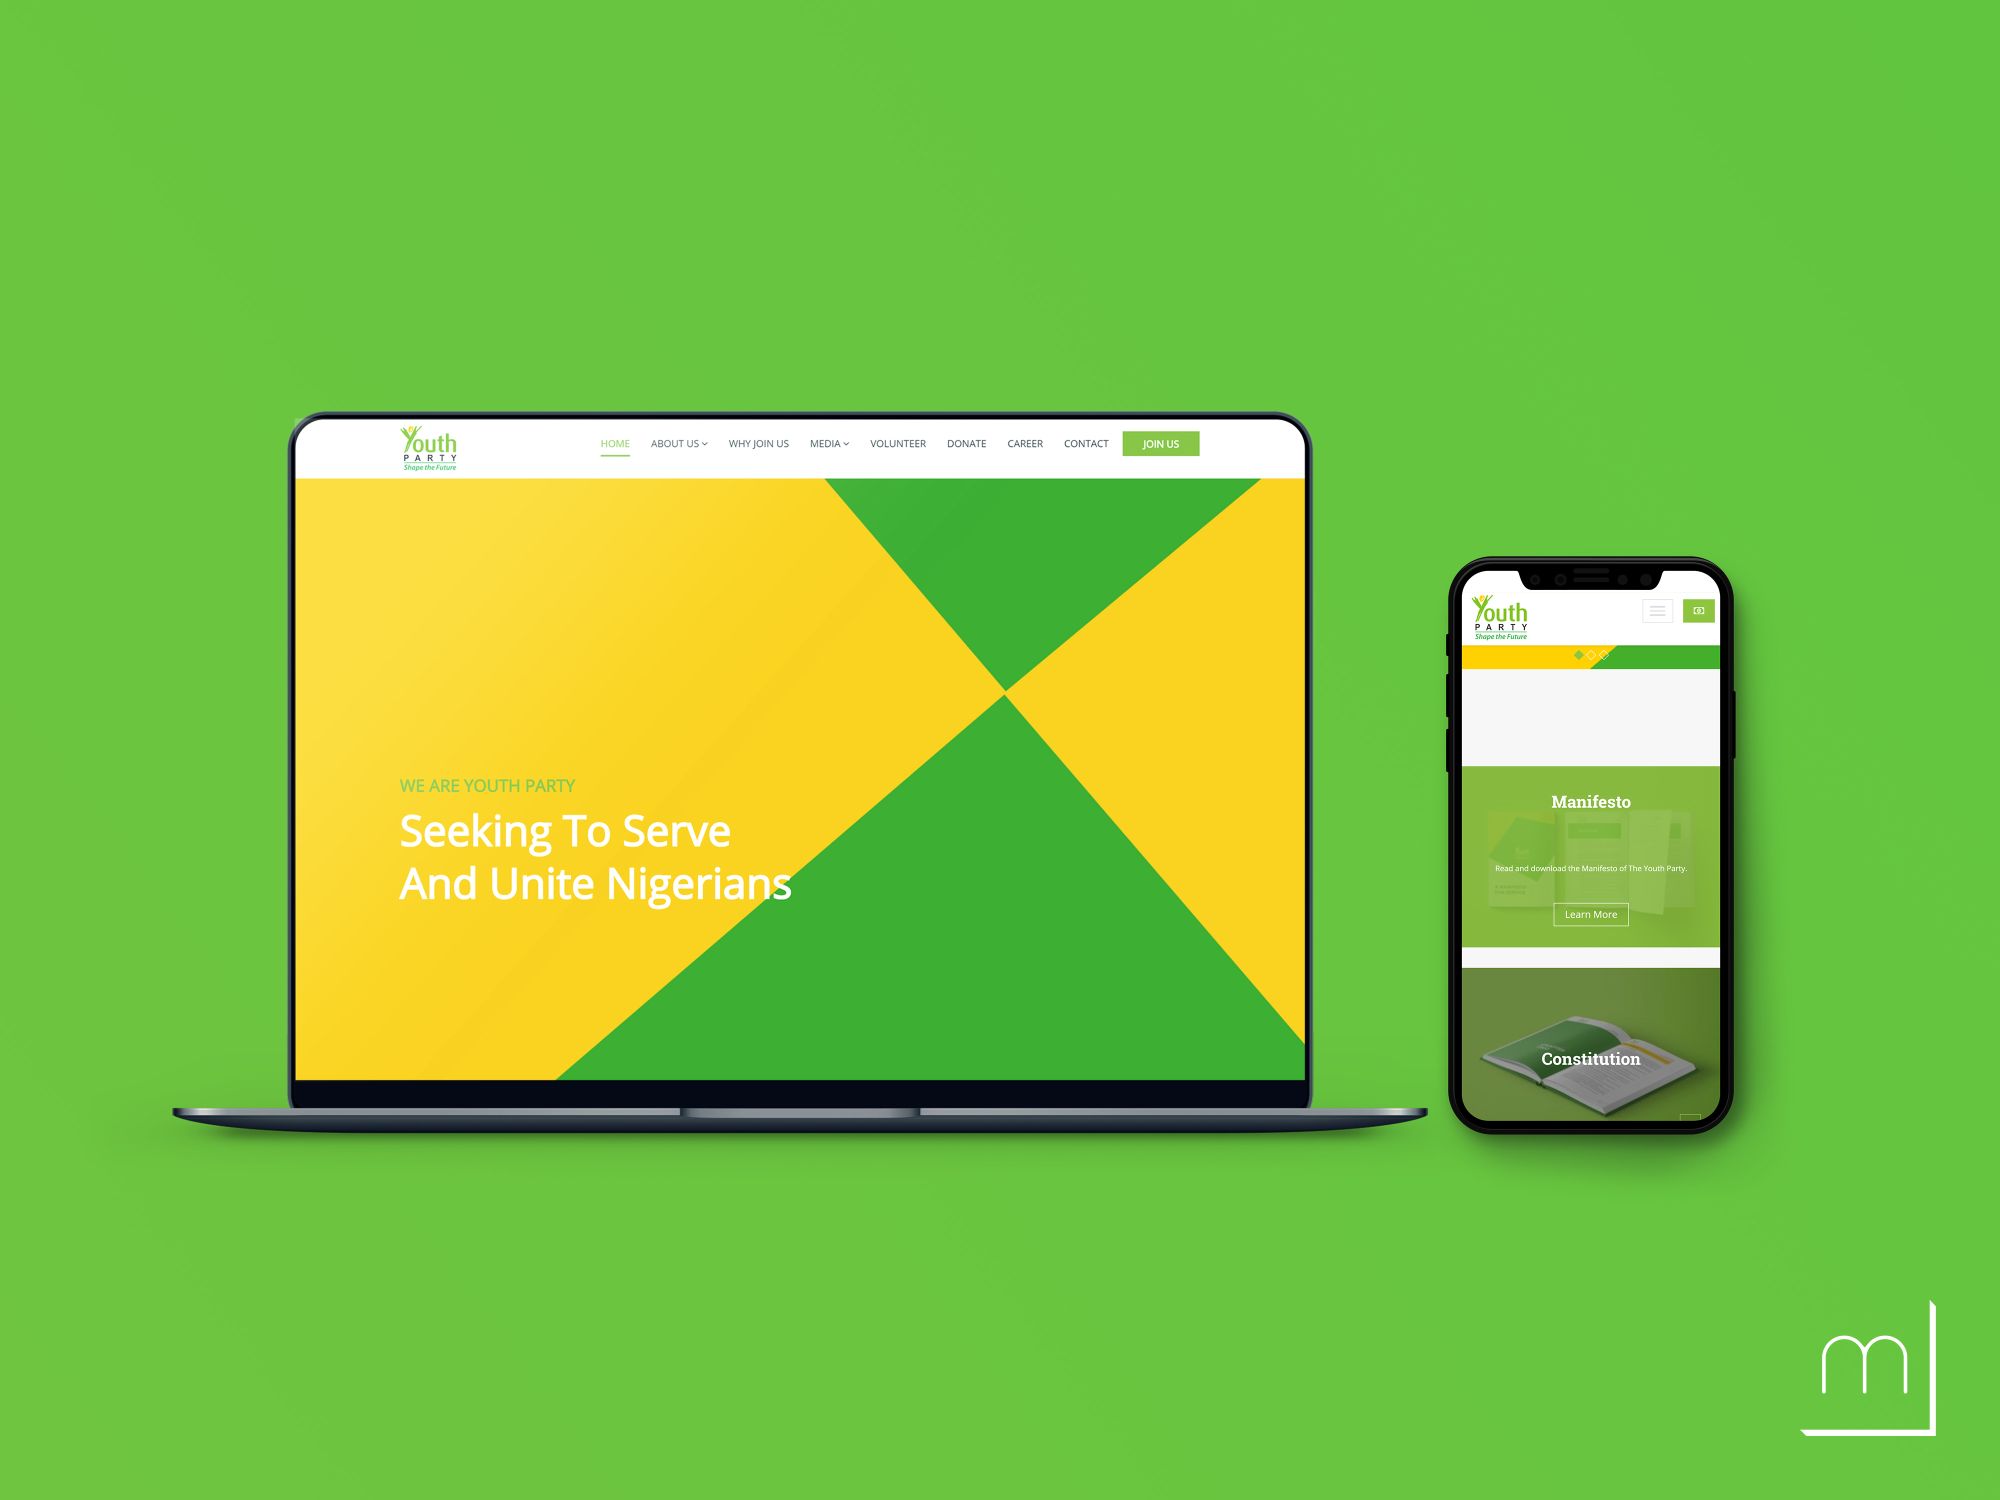 Youth
PARTY
Shape the Future
HOME
ABOUT US
WHY JOIN US
MEDIA
VOLUNTEER
DONATE
CAREER
CONTACT
JOIN US
WE ARE YOUTH PARTY
Seeking To Serve
And Unite Nigerians
Youth
PARTY
Shape the Future
Manifesto
Read and download the Manifesto of The Youth Party.
Learn More
Constitution
m